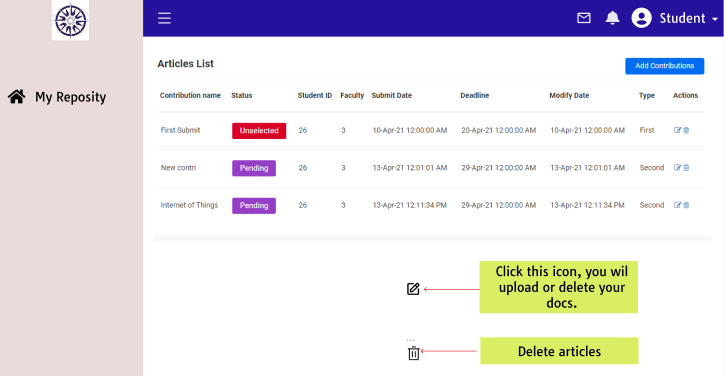 Student
My Reposity
Articles List
Add Contributions
Contribution name Status Student ID Faculty Submit Date Deadline Modify Date Type Actions
First Submit Unselected 26 3 10-Apr-21 12:00:00 AM 20-Apr-21 12:00:00 AM 10-Apr-21 12:00:00 AM First
New contri Pending 26 3 13-Apr-21 12:01:01 AM 29-Apr-21 12:00:00 AM 13-Apr-21 12:01:01 AM Second
Internet of Things Pending 26 3 13-Apr-21 12:11:34 PM 29-Apr-21 12:00:00 AM 13-Apr-21 12:11:34 PM Second
Click this icon, you wil
upload or delete your
docs.
...
Delete articles